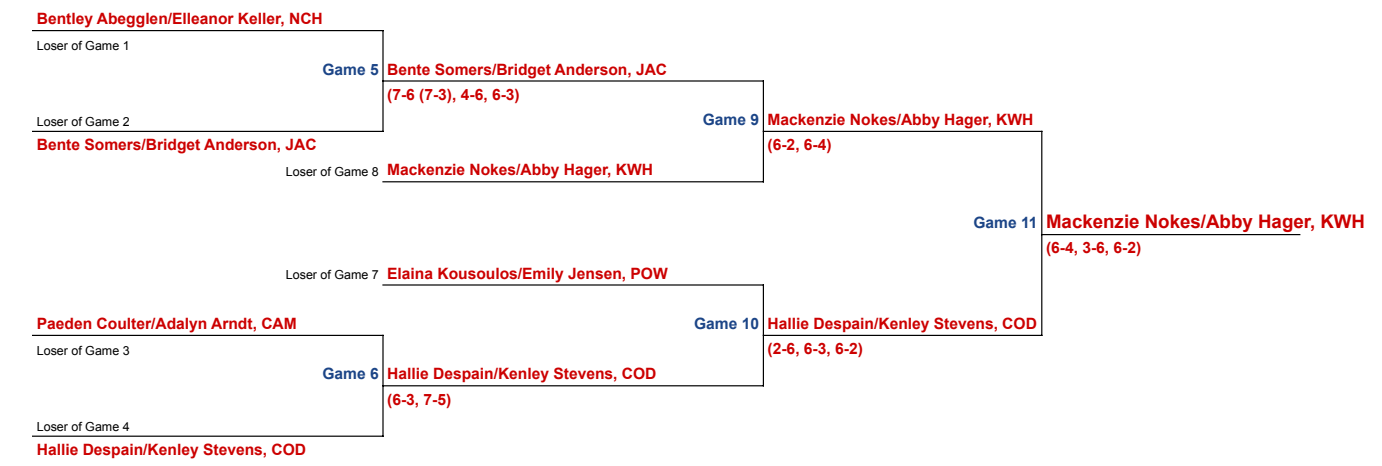 Bentley Abegglen/Elleanor Keller, NCH
Loser of Game 1
Game 5 Bente Somers/Bridget Anderson, JAC
(7-6 (7-3), 4-6, 6-3)
Loser of Game 2
Game 9 Mackenzie Nokes/Abby Hager, KWH
Bente Somers/Bridget Anderson, JAC
(6-2, 6-4)
Loser of Game 8 Mackenzie Nokes/Abby Hager, KWH
Game 11 Mackenzie Nokes/Abby Hager, KWH
(6-4, 3-6, 6-2)
Loser of Game 7 Elaina Kousoulos/Emily Jensen, POW
Paeden Coulter/Adalyn Arndt, CAM
Game 10 Hallie Despain/Kenley Stevens, COD
Loser of Game 3
(2-6, 6-3, 6-2)
Game 6 Hallie Despain/Kenley Stevens, COD
(6-3, 7-5)
Loser of Game 4
Hallie Despain/Kenley Stevens, COD